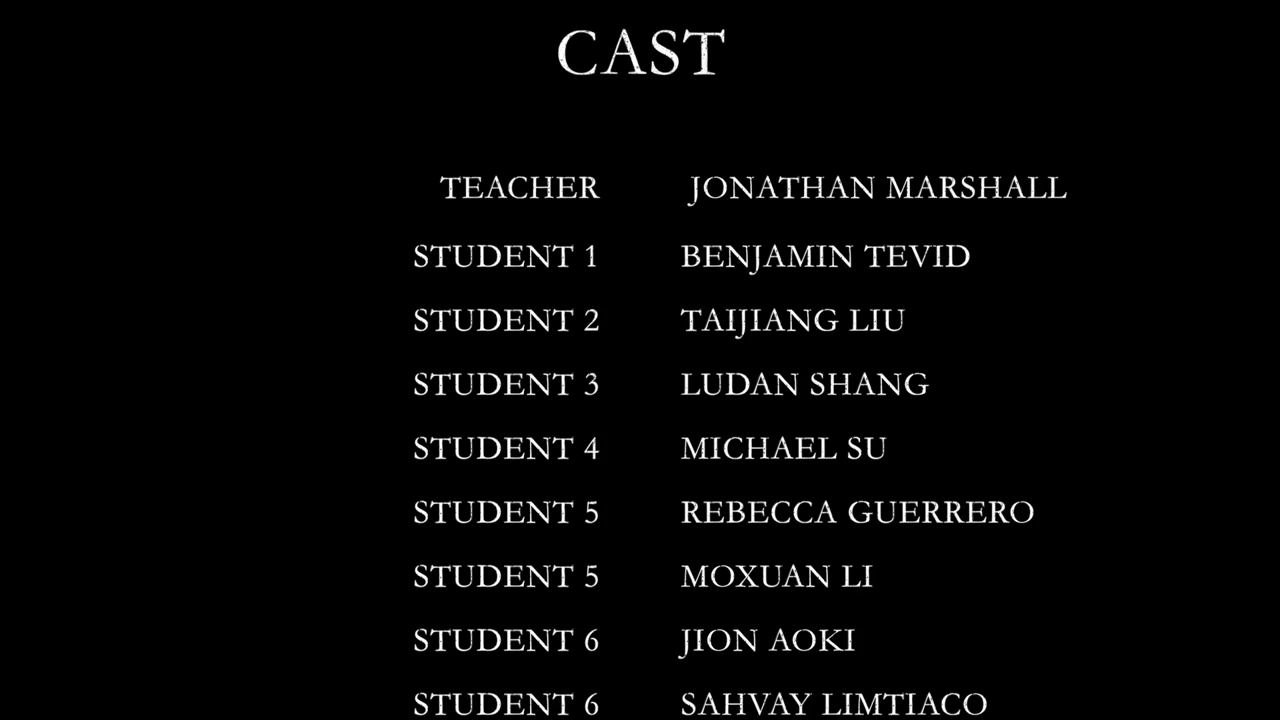 CAST
TEACHER JONATHAN MARSHALL
STUDENT 1 BENJAMIN TEVID
STUDENT 2 TAIJIANG LIU
STUDENT 3 LUDAN SHANG
STUDENT 4 MICHAEL SU
STUDENT 5 REBECCA GUERRERO
STUDENT 5 MOXUAN LI
STUDENT 6 JION AOKI
STUDENT 6 SAHVAY LIMTIACO